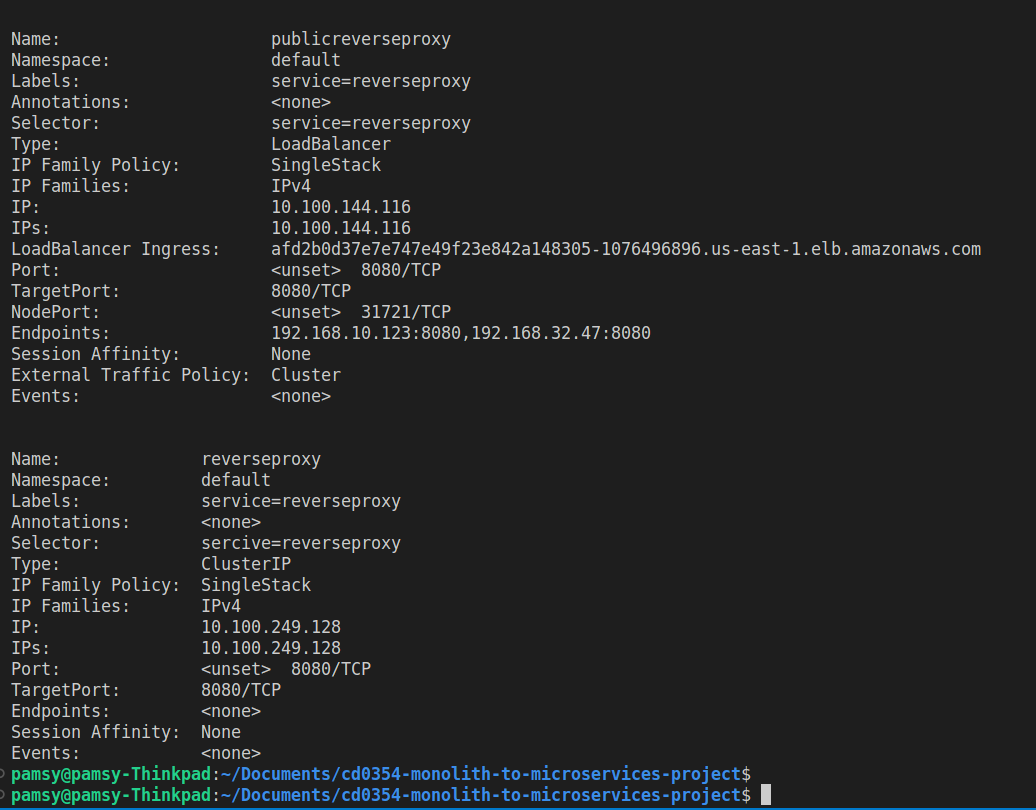 Name: publicreverseproxy
Namespace: default
Labels: service=reverseproxy
Annotations: <none>
Selector: service=reverseproxy
Type: LoadBalancer
IP Family Policy: SingleStack
IP Families: IPv4
IP: 10.100.144.116
IPs: 10.100.144.116
LoadBalancer Ingress: afd2b0d37e7e747e49f23e842a148305-1076496896.us-east-1.elb.amazonaws.com
Port: <unset> 8080/TCP
TargetPort: 8080/TCP
NodePort: <unset> 31721/TCP
Endpoints: 192.168.10.123:8080,192.168.32.47:8080
Session Affinity: None
External Traffic Policy: Cluster
Events: <none>
Name: reverseproxy
Namespace: default
Labels: service=reverseproxy
Annotations: <none>
Selector: sercive=reverseproxy
Type: ClusterIP
IP Family Policy: SingleStack
IP Families: IPv4
IP: 10.100.249.128
IPs: 10.100.249.128
Port: <unset> 8080/TCP
TargetPort: 8080/TCP
Endpoints: <none>
Session Affinity: None
Events: <none>
pamsy@pamsy-Thinkpad:~/Documents/cd0354-monolith-to-microservices-project$
pamsy@pamsy-Thinkpad:~/Documents/cd0354-monolith-to-microservices-project$